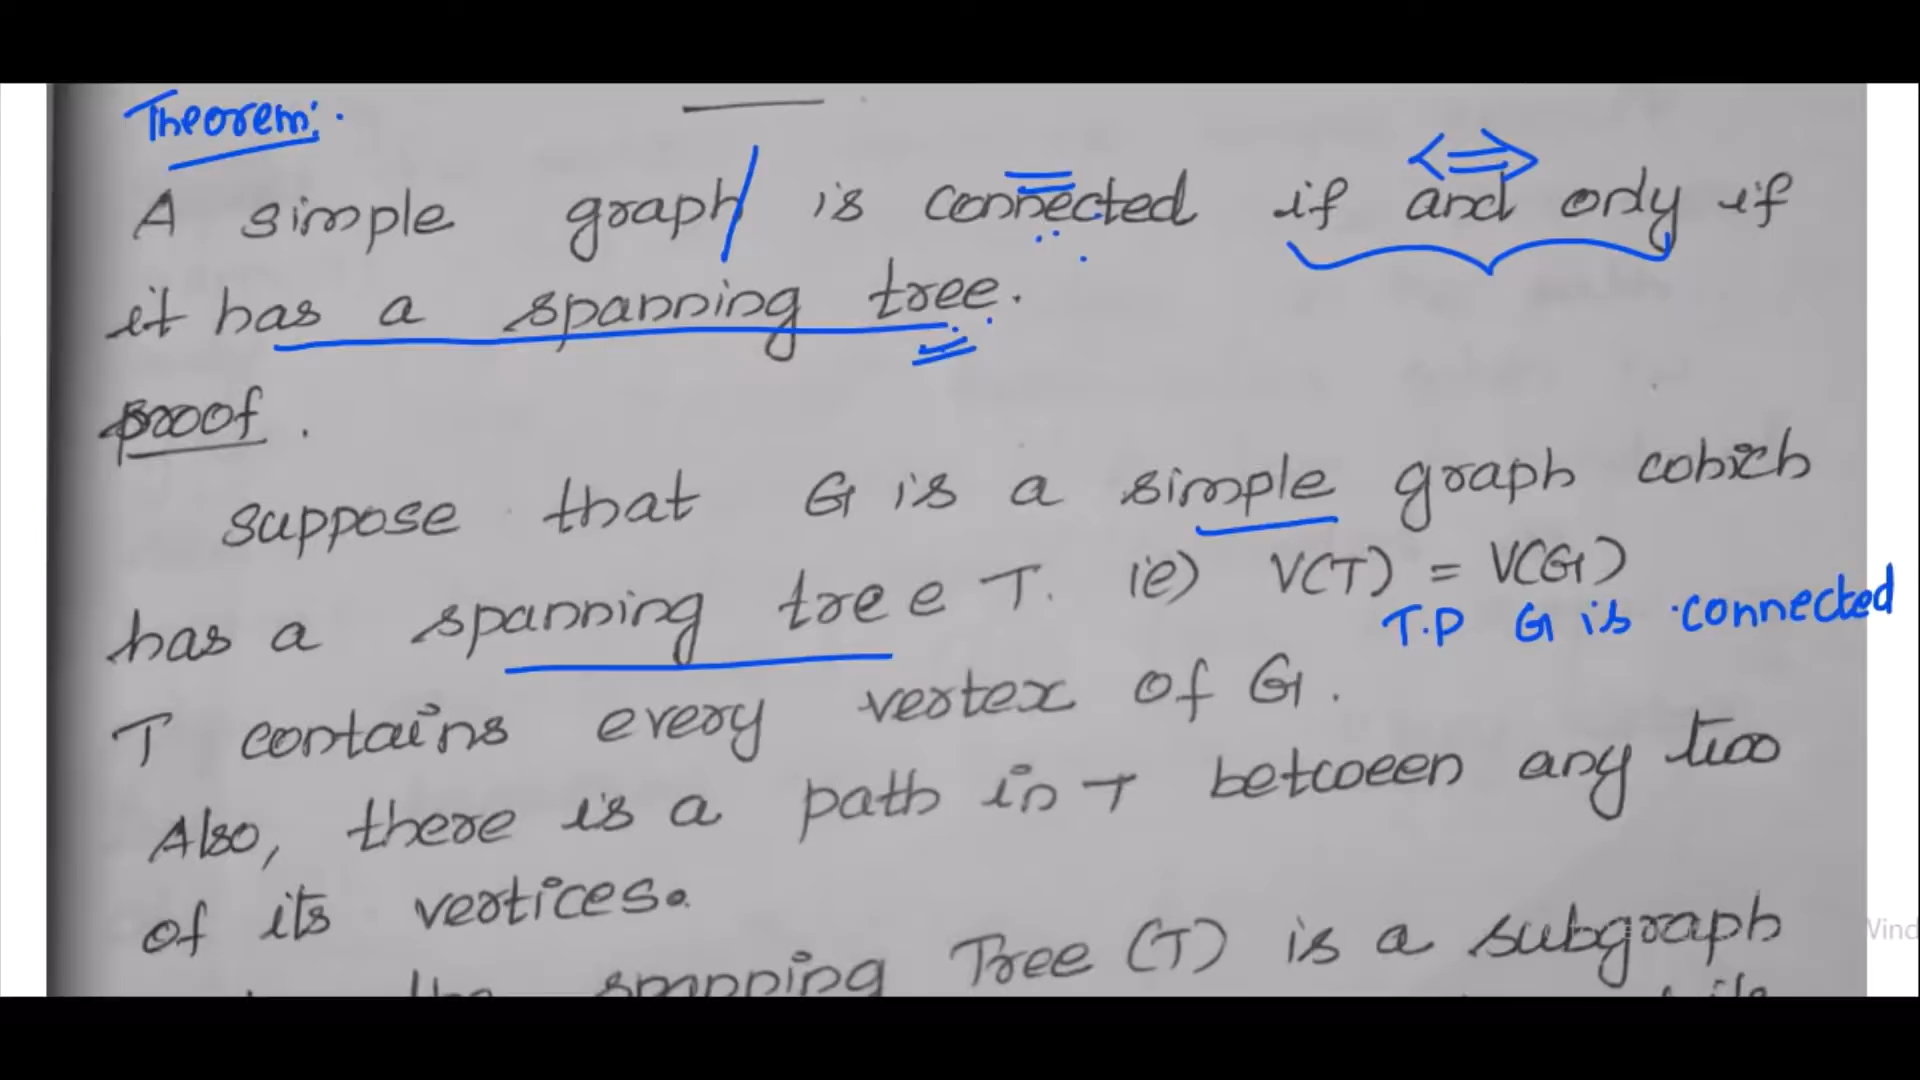 Theorem:
A simple graph is connected if and only if
it has a spanning tree.
proof.
suppose that G is a simple graph which
has a spanning tree T. ie) V(T) = V(G)
T.P G is connected
T contains every vertex of G.
Also, there is a path in T between any two
of its vertices.
spanning Tree (T) is a subgraph
Wind